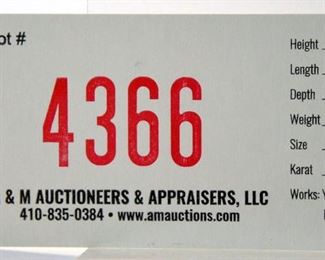 ot #
4366
& M AUCTIONEERS & APPRAISERS, LLC
410-835-0384 • www.amauctions.com
Height
Length
Depth
Weight
Size
Karat
Works: Y